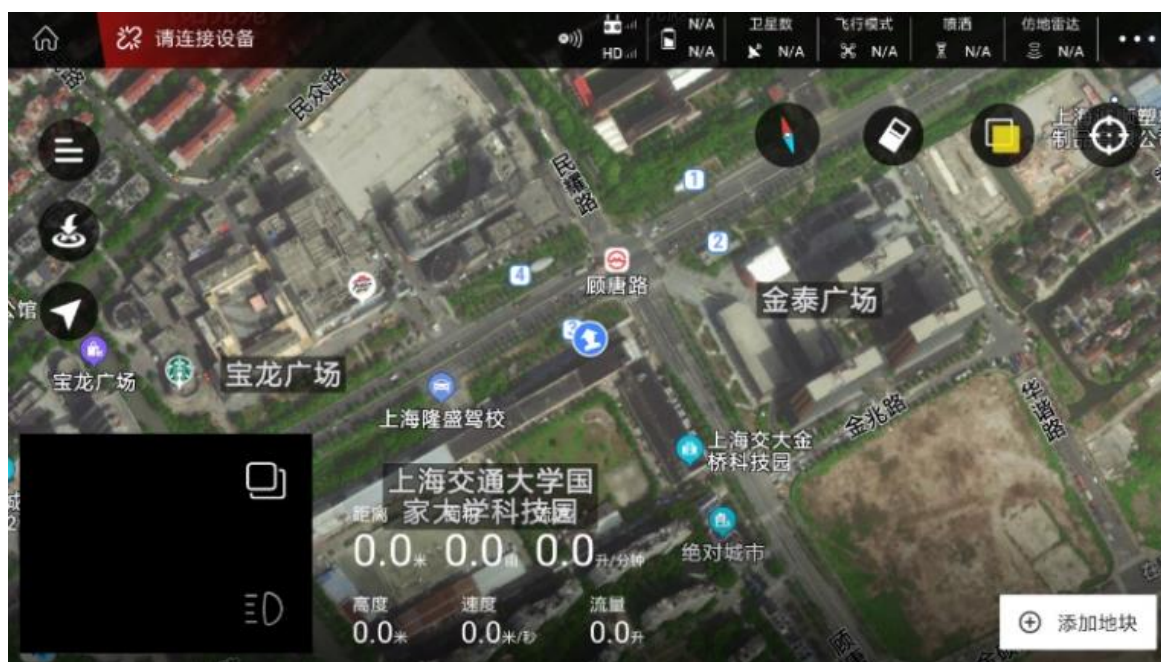 请连接设备
HD
N/A
N/A
卫星数
N/A
飞行模式
N/A
喷洒
N/A
仿地雷达
N/A
民众路
民耀路
1
2
4
顾唐路
金泰广场
公馆
宝龙广场
宝龙广场
上海隆盛驾校
金兆路
上海交大金
桥科技园
上海交通大学国
家大学科技园
绝对城市
距离
0.0米
0.0亩
0.0升/分钟
高度
速度
流量
0.0米
0.0米/秒
0.0升
添加地块